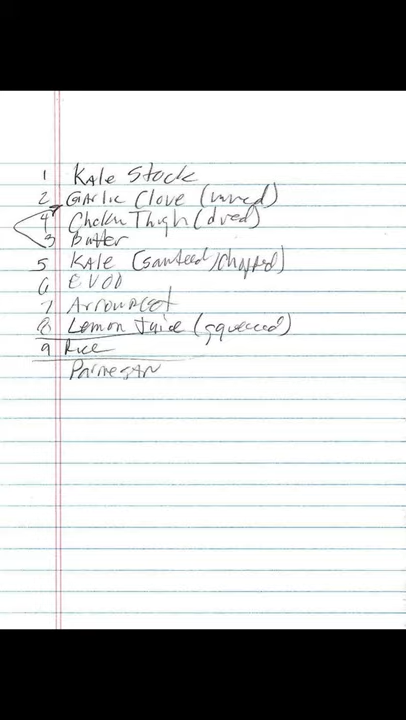 1 Kale Stock
2 Garlic Clove (minced)
4 Chicken Thigh (diced)
3 Butter
5 Kale (sauteed/chopped)
6 EVOO
7 Arrowroot
8 Lemon Juice (squeezed)
9 Rice
Parmesan